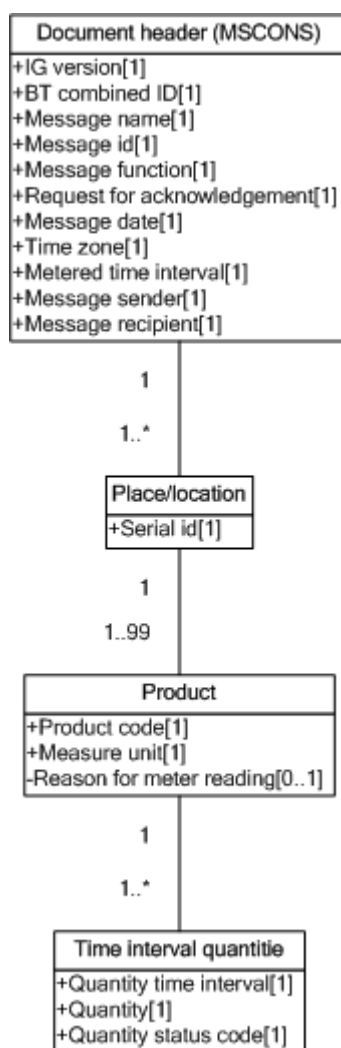 Document header (MSCONS)
+IG version[1]
+BT combined ID[1]
+Message name[1]
+Message id[1]
+Message function[1]
+Request for acknowledgement[1]
+Message date[1]
+Time zone[1]
+Metered time interval[1]
+Message sender[1]
+Message recipient[1]
1
1..*
Place/location
+Serial id[1]
1
1..99
Product
+Product code[1]
+Measure unit[1]
-Reason for meter reading[0..1]
1
1..*
Time interval quantitie
+Quantity time interval[1]
+Quantity[1]
+Quantity status code[1]